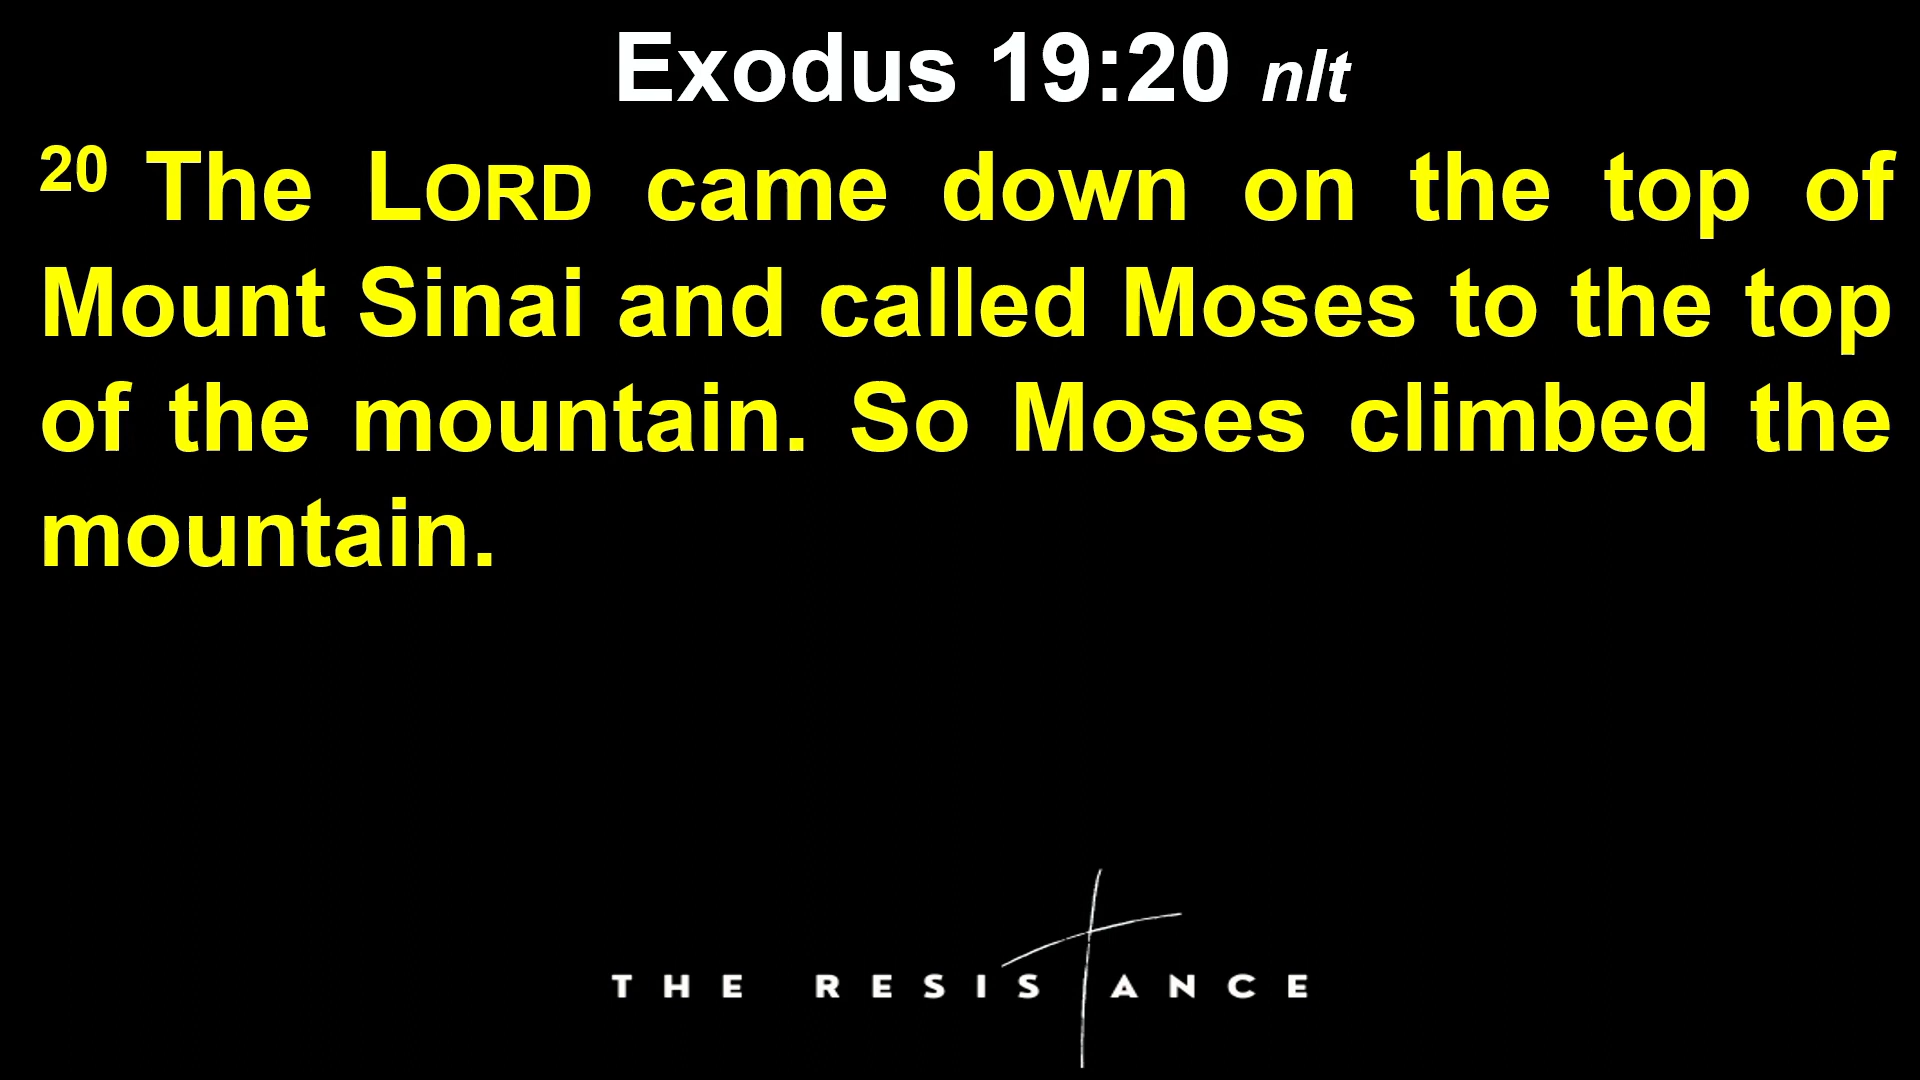 Exodus 19:20 nlt
20 The LORD came down on the top of
Mount Sinai and called Moses to the top
of the mountain. So Moses climbed the
mountain.
THE RESISTANCE